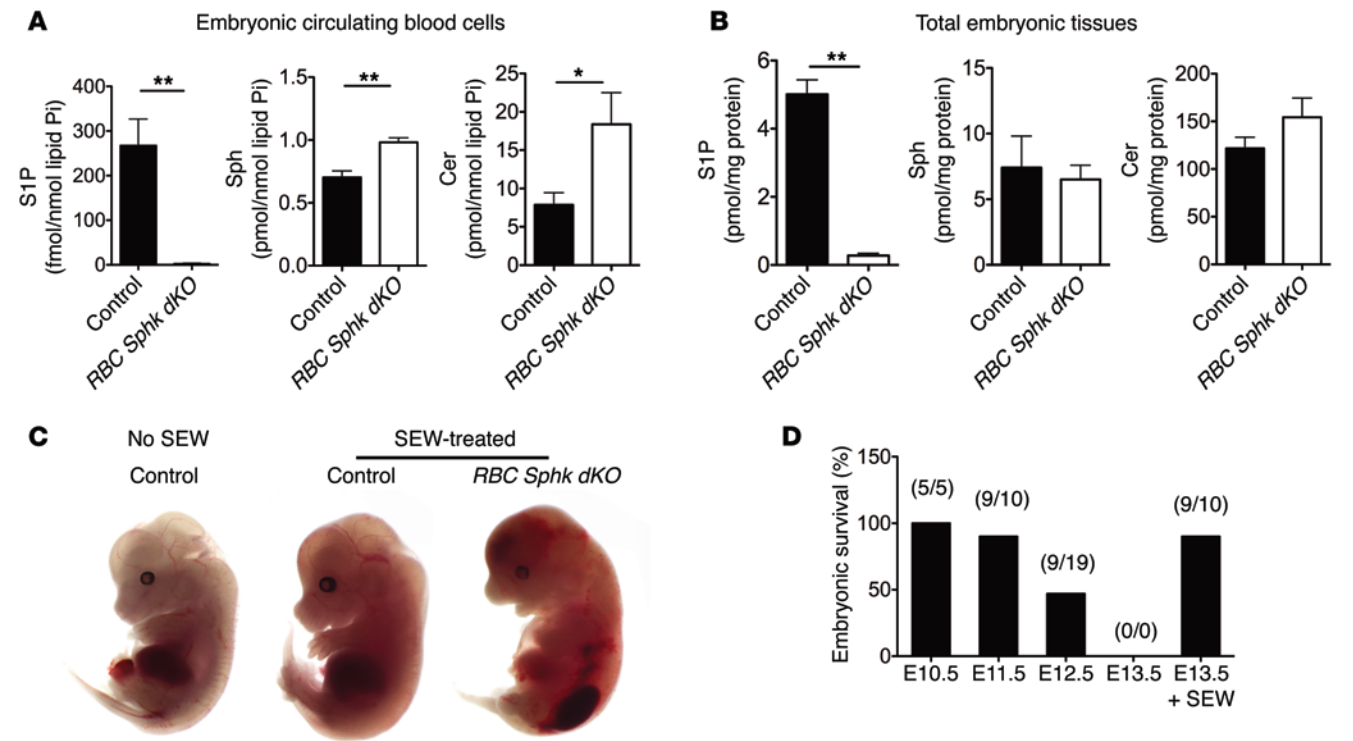 A
Embryonic circulating blood cells
S1P
(fmol/nmol lipid Pi)
400
300
200
100
0
**
Control
RBC Sphk dKO
Sph
(pmol/nmol lipid Pi)
1.5
1.0
0.5
0.0
**
Control
RBC Sphk dKO
Cer
(pmol/nmol lipid Pi)
25
20
15
10
5
0
*
Control
RBC Sphk dKO
B
Total embryonic tissues
S1P
(pmol/mg protein)
6
4
2
0
**
Control
RBC Sphk dKO
Sph
(pmol/mg protein)
15
10
5
0
Control
RBC Sphk dKO
Cer
(pmol/mg protein)
200
150
100
50
0
Control
RBC Sphk dKO
C
No SEW
SEW-treated
Control
Control
RBC Sphk dKO
D
Embryonic survival (%)
150
100
50
0
(5/5)
(9/10)
(9/19)
(0/0)
(9/10)
E10.5
E11.5
E12.5
E13.5
E13.5
+ SEW